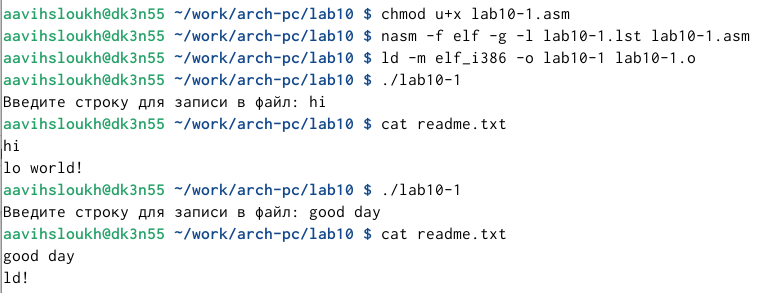 aavihsloukh@dk3n55 ~/work/arch-pc/lab10 $ chmod u+x lab10-1.asm
aavihsloukh@dk3n55 ~/work/arch-pc/lab10 $ nasm -f elf -g -l lab10-1.lst lab10-1.asm
aavihsloukh@dk3n55 ~/work/arch-pc/lab10 $ ld -m elf_i386 -o lab10-1 lab10-1.o
aavihsloukh@dk3n55 ~/work/arch-pc/lab10 $ ./lab10-1
Введите строку для записи в файл: hi
aavihsloukh@dk3n55 ~/work/arch-pc/lab10 $ cat readme.txt
hi
lo world!
aavihsloukh@dk3n55 ~/work/arch-pc/lab10 $ ./lab10-1
Введите строку для записи в файл: good day
aavihsloukh@dk3n55 ~/work/arch-pc/lab10 $ cat readme.txt
good day
ld!